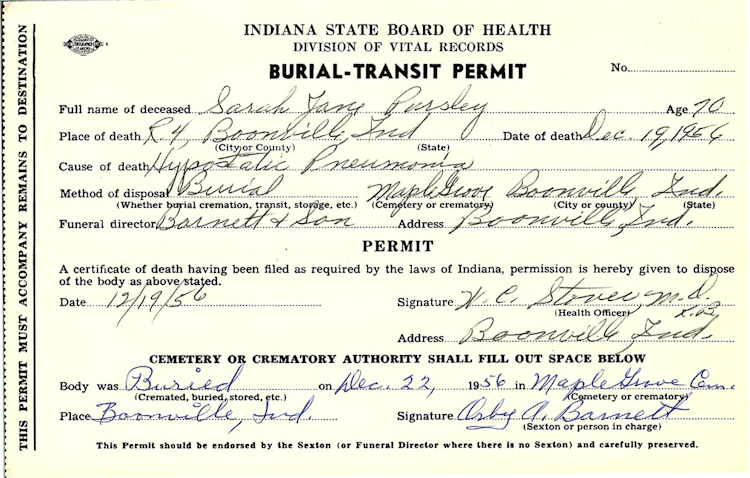 INDIANA STATE BOARD OF HEALTH
DIVISION OF VITAL RECORDS
BURIAL-TRANSIT PERMIT
No.
Full name of deceased Sarah Jane Pursley Age 70
Place of death R.4, Boonville, Ind Date of death Dec. 19, 1956
(City or County) (State)
Cause of death Hypostatic Pneumonia
Method of disposal Burial Maple Grove Boonville, Ind.
(Whether burial cremation, transit, storage, etc.) (Cemetery or crematory) (City or county) (State)
Funeral director Barnett & Son Address Boonville, Ind.
PERMIT
A certificate of death having been filed as required by the laws of Indiana, permission is hereby given to dispose
of the body as above stated.
Date 12/19/56 Signature W. C. Stover, M.D.
(Health Officer)
Address Boonville, Ind.
CEMETERY OR CREMATORY AUTHORITY SHALL FILL OUT SPACE BELOW
Body was Buried on Dec. 22, 1956 in Maple Grove Cem.
(Cremated, buried, stored, etc.) (Cemetery or crematory)
Place Boonville, Ind. Signature Orby A. Barnett
(Sexton or person in charge)
This Permit should be endorsed by the Sexton (or Funeral Director where there is no Sexton) and carefully preserved.
THIS PERMIT MUST ACCOMPANY REMAINS TO DESTINATION